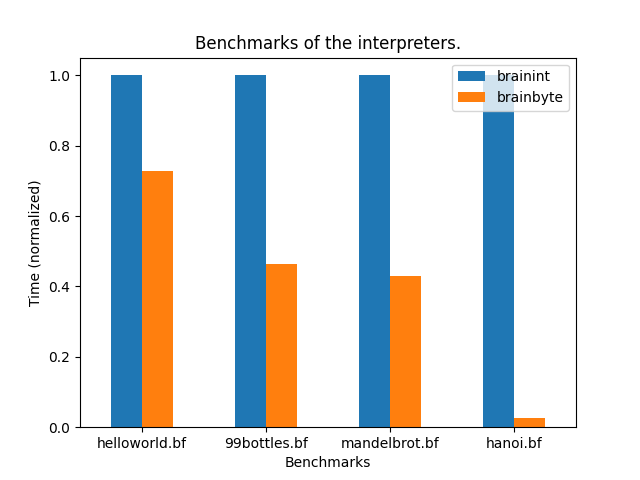 Benchmarks of the interpreters.
brainint
brainbyte
1.0
0.8
0.6
0.4
0.2
0.0
Time (normalized)
helloworld.bf 99bottles.bf mandelbrot.bf hanoi.bf
Benchmarks